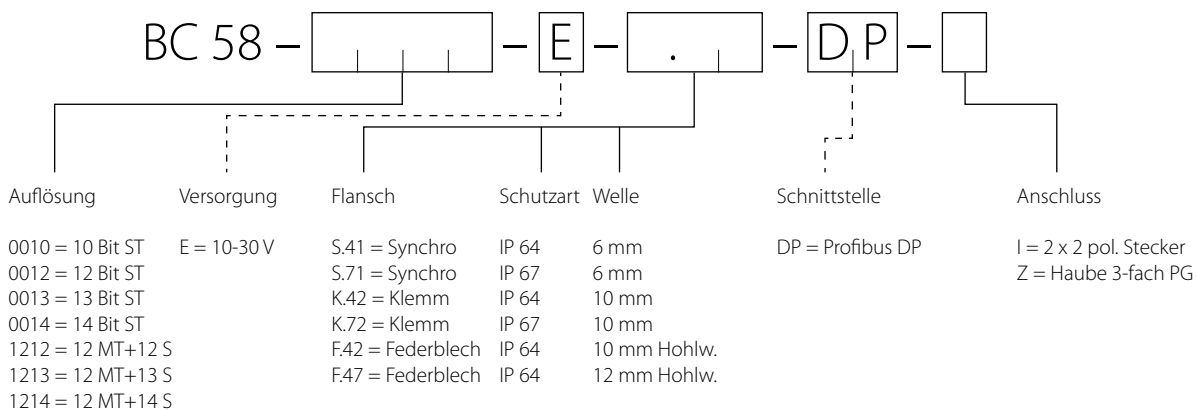 BC 58 – – E – . – DP –
Auflösung Versorgung Flansch Schutzart Welle Schnittstelle Anschluss
0010 = 10 Bit ST E = 10-30 V S.41 = Synchro IP 64 6 mm DP = Profibus DP I = 2 x 2 pol. Stecker
0012 = 12 Bit ST S.71 = Synchro IP 67 6 mm Z = Haube 3-fach PG
0013 = 13 Bit ST K.42 = Klemm IP 64 10 mm
0014 = 14 Bit ST K.72 = Klemm IP 67 10 mm
1212 = 12 MT+12 S F.42 = Federblech IP 64 10 mm Hohlw.
1213 = 12 MT+13 S F.47 = Federblech IP 64 12 mm Hohlw.
1214 = 12 MT+14 S